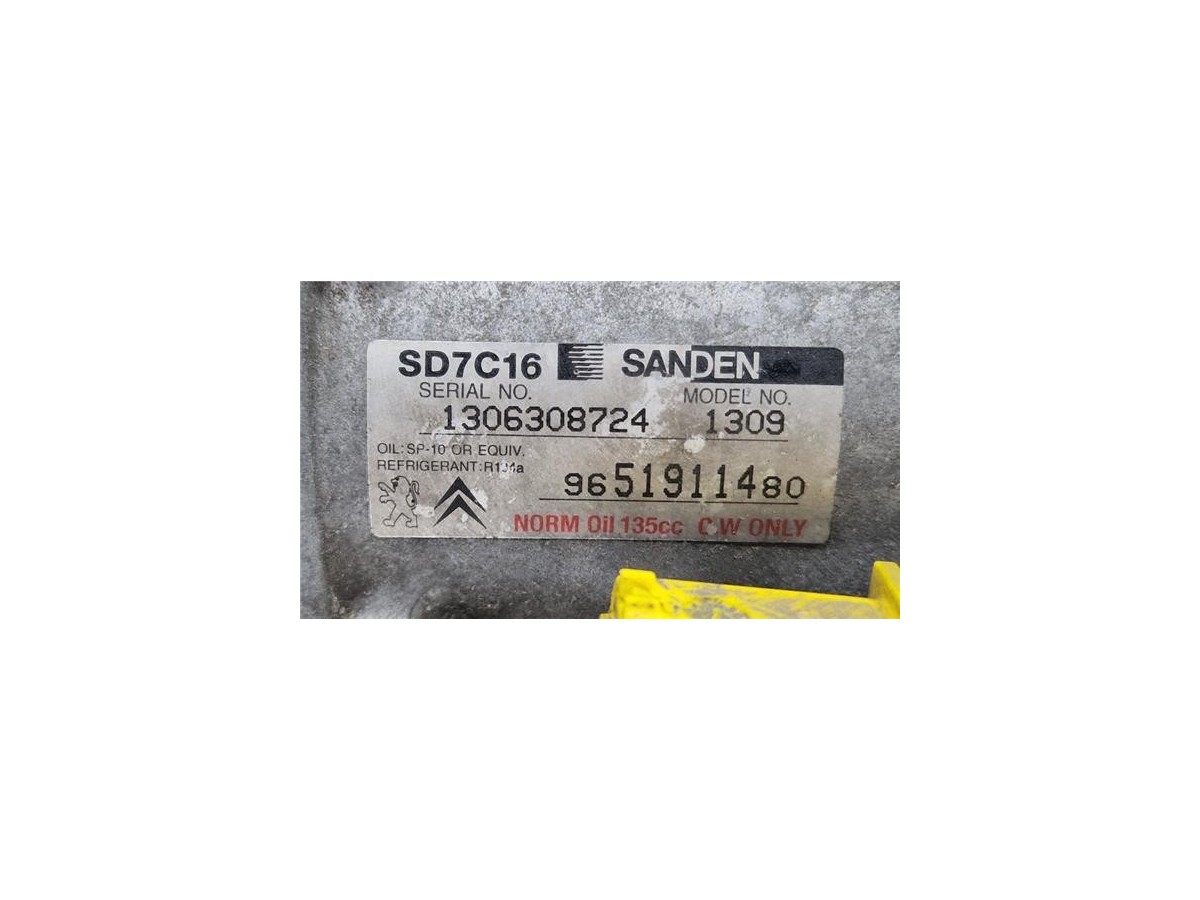 SD7C16 SANDEN
SERIAL NO. MODEL NO.
1306308724 1309
OIL: SP-10 OR EQUIV.
REFRIGERANT: R134a
9651911480
NORM Oil 135cc C W ONLY